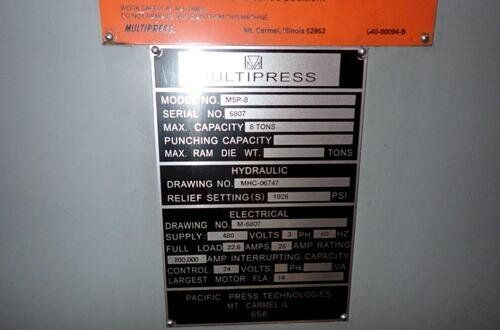 WORK SAFELY AT ALL TIMES.
DO NOT REMOVE THIS SIGN FROM THIS MACHINE.
MULTIPRESS. Mt. Carmel, Illinois 62863 640-00094-B
MULTIPRESS
MODEL NO. MSP-8
SERIAL NO. 6807
MAX. CAPACITY 8 TONS
PUNCHING CAPACITY
MAX. RAM DIE WT. TONS
HYDRAULIC
DRAWING NO. MHC-06747
RELIEF SETTING(S) 1926 PSI
ELECTRICAL
DRAWING NO M-6807
SUPPLY: 480 VOLTS 3 PH 60 HZ
FULL LOAD 22.6 AMPS 25 AMP RATING
200,000 AMP INTERRUPTING CAPACITY
CONTROL 24 VOLTS PH: VA
LARGEST MOTOR FLA 14
PACIFIC PRESS TECHNOLOGIES
MT. CARMEL IL
658